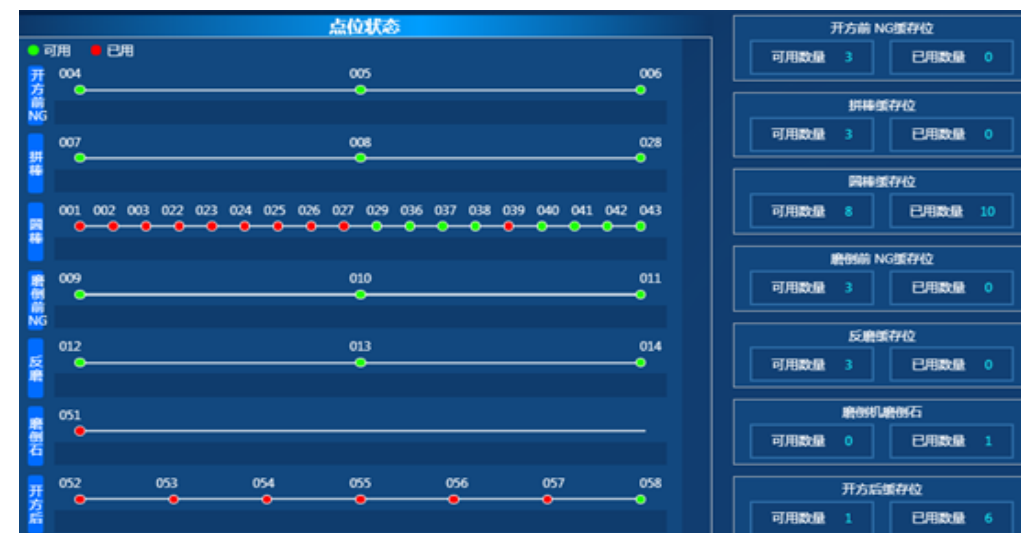 点位状态
可用 已用
开方前NG
004 005 006
拼棒
007 008 028
圆棒
001 002 003 022 023 024 025 026 027 029 036 037 038 039 040 041 042 043
磨倒前NG
009 010 011
反磨
012 013 014
磨倒石
051
开方后
052 053 054 055 056 057 058
开方前 NG缓存位
可用数量 3 已用数量 0
拼棒缓存位
可用数量 3 已用数量 0
圆棒缓存位
可用数量 8 已用数量 10
磨倒前 NG缓存位
可用数量 3 已用数量 0
反磨缓存位
可用数量 3 已用数量 0
磨倒机磨倒石
可用数量 0 已用数量 1
开方后缓存位
可用数量 1 已用数量 6